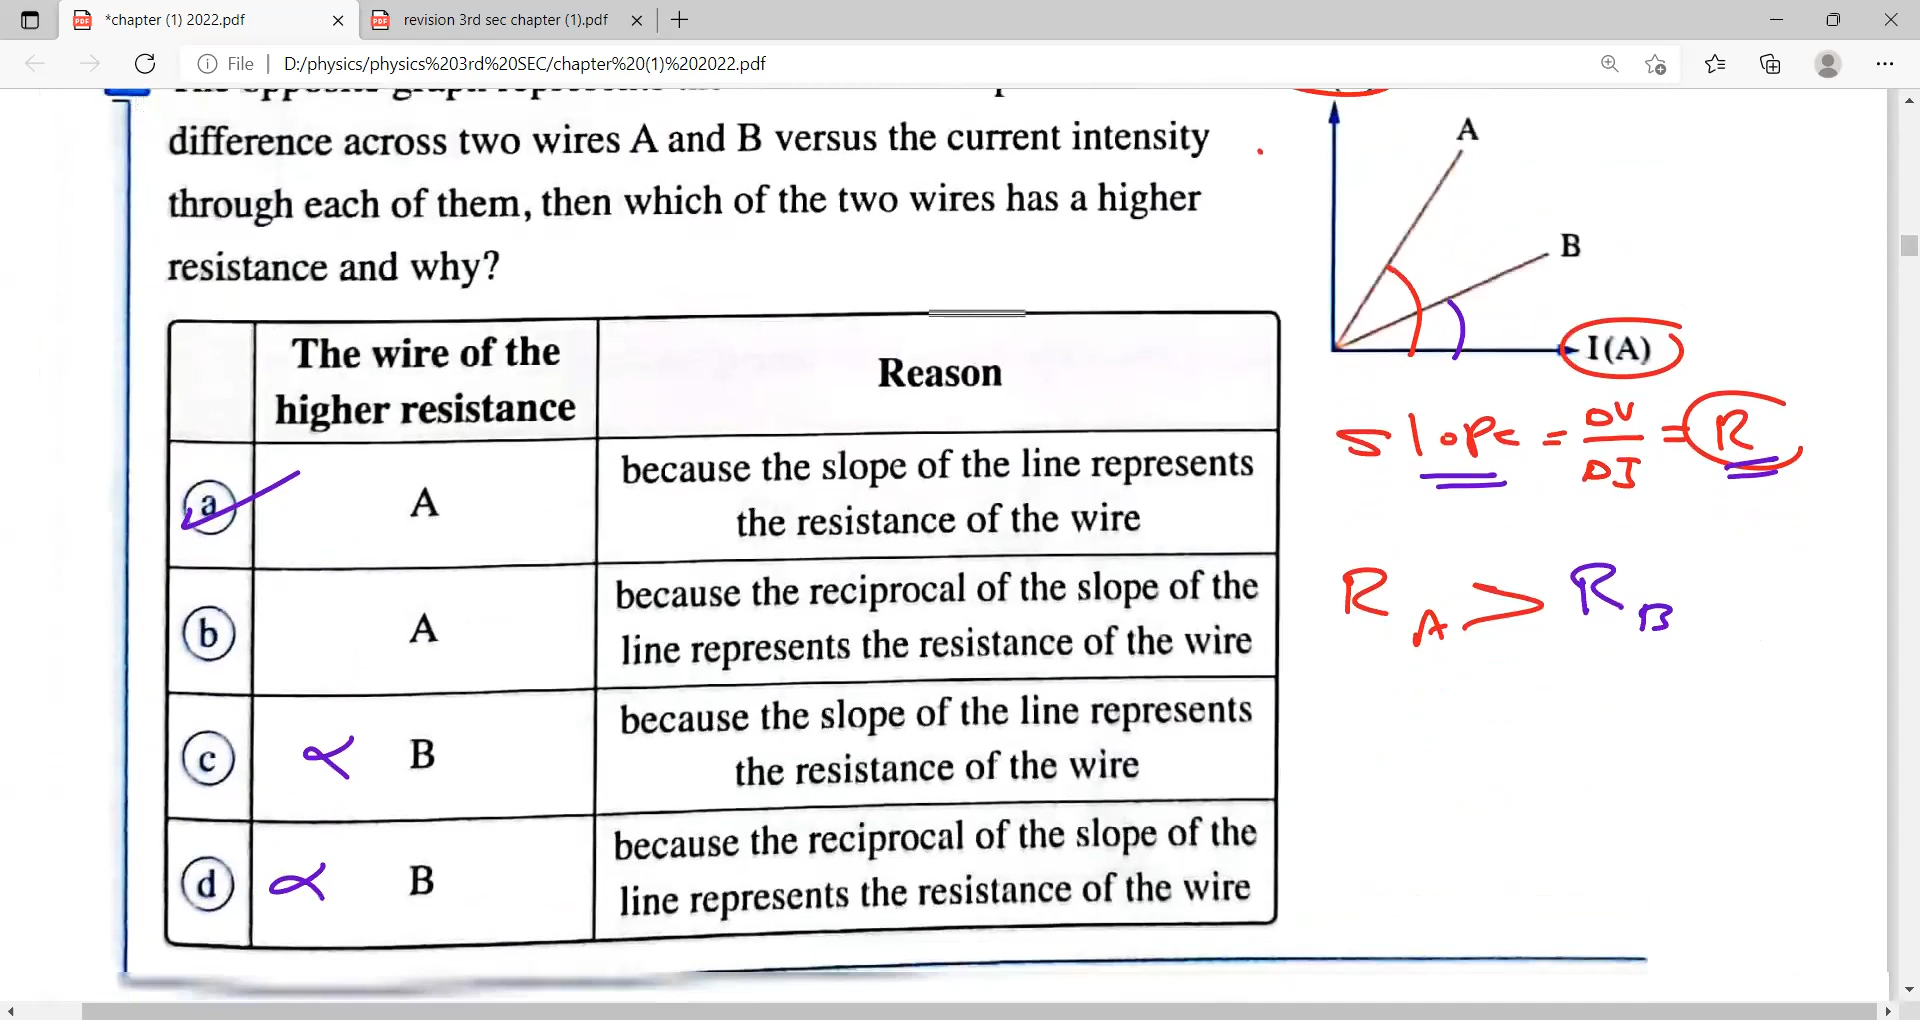 *chapter (1) 2022.pdf
revision 3rd sec chapter (1).pdf
File
D:/physics/physics%203rd%20SEC/chapter%20(1)%202022.pdf
The opposite graph represents the
difference across two wires A and B versus the current intensity
through each of them, then which of the two wires has a higher
resistance and why?
A
B
I(A)
slope = ΔV/ΔI = R
R A > R B
The wire of the higher resistance
Reason
a
A
because the slope of the line represents
the resistance of the wire
b
A
because the reciprocal of the slope of the
line represents the resistance of the wire
c
B
because the slope of the line represents
the resistance of the wire
d
B
because the reciprocal of the slope of the
line represents the resistance of the wire